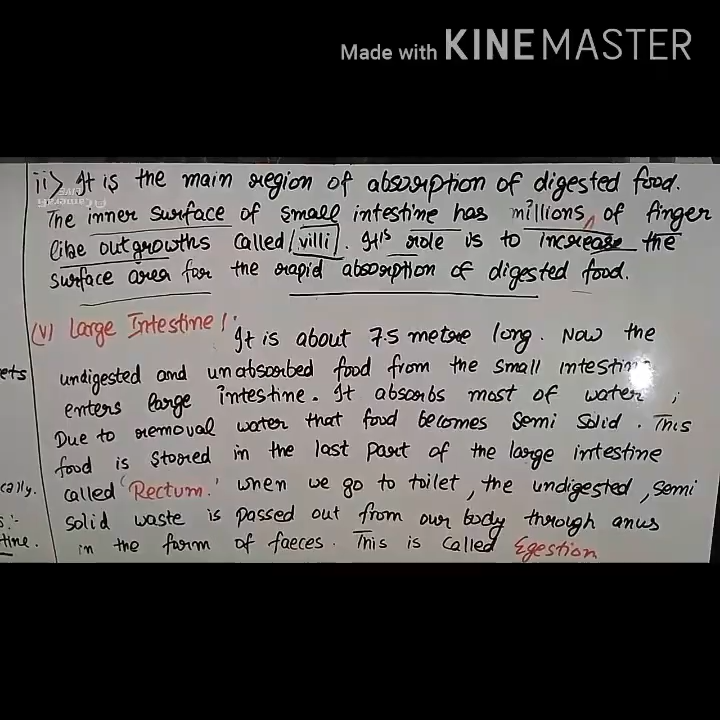 Made with KINEMASTER
ii> It is the main region of absorption of digested food.
The inner surface of small intestine has millions of finger
like outgrowths called villi. It's role is to increase the
surface area for the rapid absorption of digested food.
(v) Large Intestine!:
It is about 7.5 metre long. Now the
undigested and unabsorbed food from the small intestine
enters large intestine. It absorbs most of water;
Due to removal water that food becomes semi solid. This
food is stored in the last part of the large intestine
called 'Rectum.' when we go to toilet, the undigested, semi
solid waste is passed out from our body through anus
in the form of faeces. This is called Egestion
ets
cally.
s:-
tine.